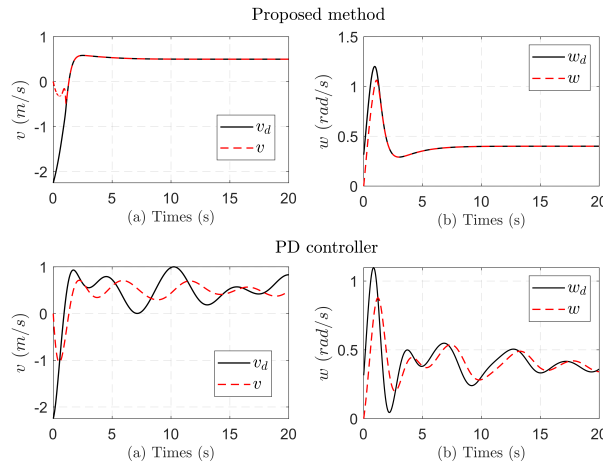 Proposed method
1
0
-1
-2
v (m/s)
v_d
v
0 5 10 15 20
(a) Times (s)
1.5
1
0.5
0
w (rad/s)
w_d
w
0 5 10 15 20
(b) Times (s)
PD controller
1
0
-1
-2
v (m/s)
v_d
v
0 5 10 15 20
(a) Times (s)
1
0.5
0
w (rad/s)
w_d
w
0 5 10 15 20
(b) Times (s)